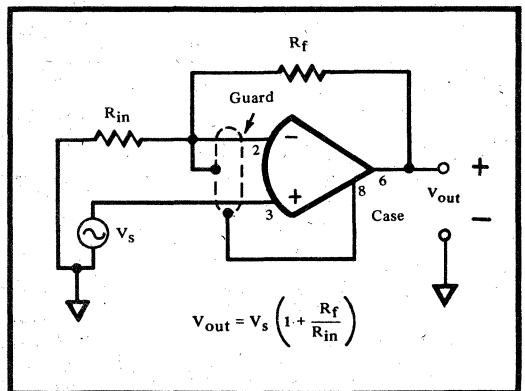 Rf
Guard
Rin
2
−
6
+
8
Vout
+
3
Case
−
Vs
Vout = Vs (1 + Rf/Rin)